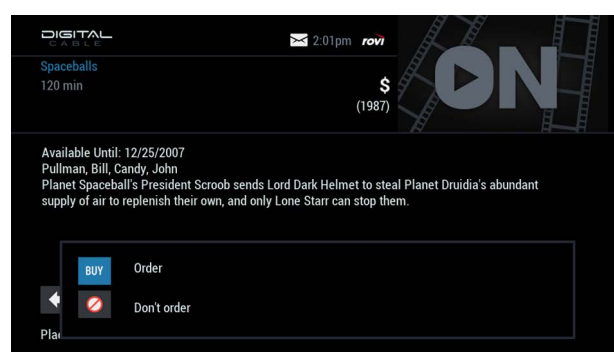 DIGITAL
CABLE
2:01pm rovi
Spaceballs
120 min
$
(1987)
ON
Available Until: 12/25/2007
Pullman, Bill, Candy, John
Planet Spaceball's President Scroob sends Lord Dark Helmet to steal Planet Druidia's abundant
supply of air to replenish their own, and only Lone Starr can stop them.
BUY Order
Don't order